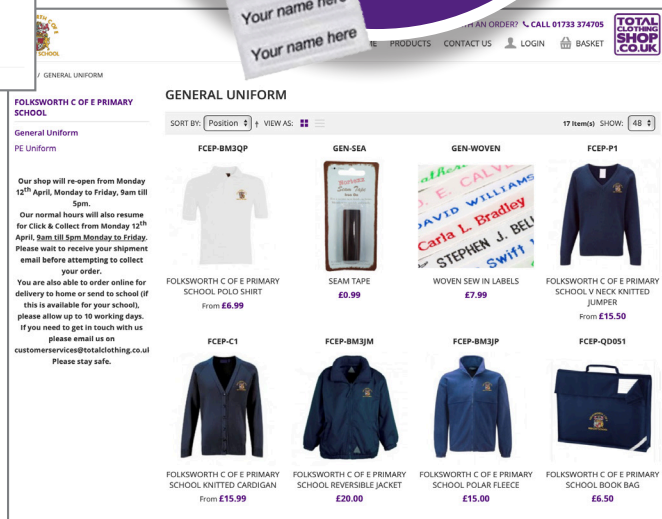 Your name here
Your name here
AN ORDER? CALL 01733 374705
TOTAL
CLOTHING
SHOP
.CO.UK
PRODUCTS CONTACT US LOGIN BASKET
SCHOOL
/ GENERAL UNIFORM
FOLKSWORTH C OF E PRIMARY
SCHOOL
General Uniform
PE Uniform
Our shop will re-open from Monday
12th April, Monday to Friday, 9am till
5pm.
Our normal hours will also resume
for Click & Collect from Monday 12th
April, 9am till 5pm Monday to Friday.
Please wait to receive your shipment
email before attempting to collect
your order.
You are also able to order online for
delivery to home or send to school (if
this is available for your school),
please allow up to 10 working days.
If you need to get in touch with us
please email us on
customerservices@totalclothing.co.ul
Please stay safe.
GENERAL UNIFORM
SORT BY: Position VIEW AS:
17 Item(s) SHOW: 48
FCEP-BM3QP
FOLKSWORTH C OF E PRIMARY
SCHOOL POLO SHIRT
From £6.99
GEN-SEA
Seam Tape
SEAM TAPE
£0.99
GEN-WOVEN
J. E. CALV
DAVID WILLIAMS
Carla L. Bradley
STEPHEN J. BELL
Swift
WOVEN SEW IN LABELS
£7.99
FCEP-P1
FOLKSWORTH C OF E PRIMARY
SCHOOL V NECK KNITTED
JUMPER
From £15.50
FCEP-C1
FOLKSWORTH C OF E PRIMARY
SCHOOL KNITTED CARDIGAN
From £15.99
FCEP-BM3JM
FOLKSWORTH C OF E PRIMARY
SCHOOL REVERSIBLE JACKET
£20.00
FCEP-BM3JP
FOLKSWORTH C OF E PRIMARY
SCHOOL POLAR FLEECE
£15.00
FCEP-QD051
FOLKSWORTH C OF E PRIMARY
SCHOOL BOOK BAG
£6.50